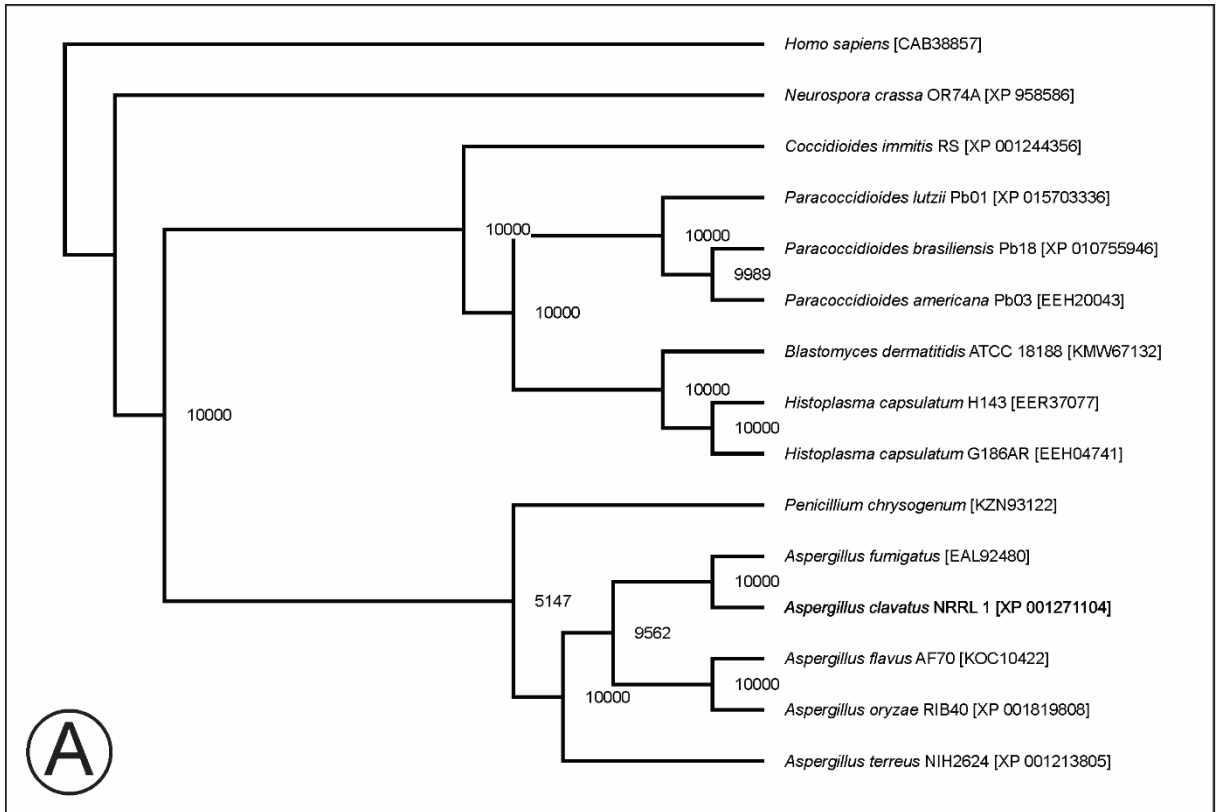 Homo sapiens [CAB38857]
Neurospora crassa OR74A [XP 958586]
Coccidioides immitis RS [XP 001244356]
Paracoccidioides lutzii Pb01 [XP 015703336]
10000
10000
Paracoccidioides brasiliensis Pb18 [XP 010755946]
9989
Paracoccidioides americana Pb03 [EEH20043]
10000
Blastomyces dermatitidis ATCC 18188 [KMW67132]
10000
Histoplasma capsulatum H143 [EER37077]
10000
10000
Histoplasma capsulatum G186AR [EEH04741]
Penicillium chrysogenum [KZN93122]
Aspergillus fumigatus [EAL92480]
10000
5147
Aspergillus clavatus NRRL 1 [XP 001271104]
9562
Aspergillus flavus AF70 [KOC10422]
10000
10000
Aspergillus oryzae RIB40 [XP 001819808]
A
Aspergillus terreus NIH2624 [XP 001213805]